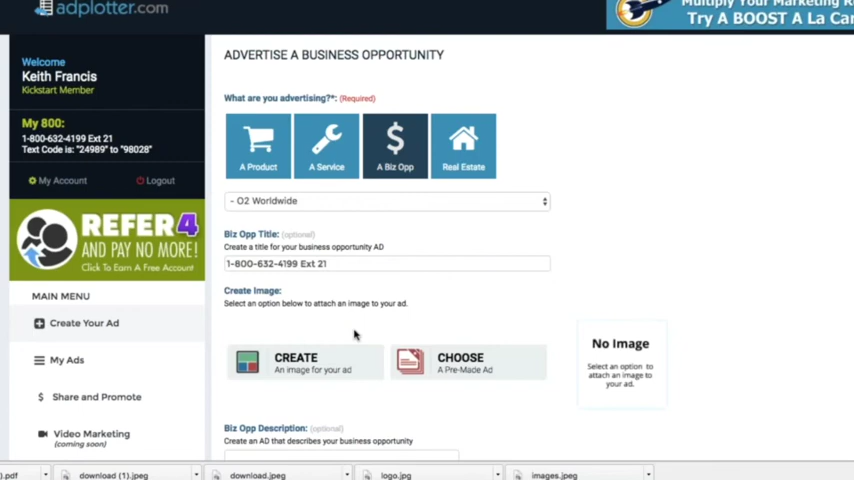 adplotter.com
Multiply Your Marketing
Try A BOOST A La
Welcome
Keith Francis
Kickstart Member
My 800:
1-800-632-4199 Ext 21
Text Code is: "24989" to "98028"
My Account
Logout
REFER 4
AND PAY NO MORE!
Click To Earn A Free Account
MAIN MENU
Create Your Ad
My Ads
$ Share and Promote
Video Marketing
(coming soon)
ADVERTISE A BUSINESS OPPORTUNITY
What are you advertising?*: (Required)
A Product
A Service
$
A Biz Opp
Real Estate
- O2 Worldwide
Biz Opp Title: (optional)
Create a title for your business opportunity AD
1-800-632-4199 Ext 21
Create Image:
Select an option below to attach an image to your ad.
CREATE
An image for your ad
CHOOSE
A Pre-Made Ad
No Image
Select an option to
attach an image to
your ad.
Biz Opp Description: (optional)
Create an AD that describes your business opportunity
).pdf
download (1).jpeg
download.jpeg
logo.jpg
images.jpeg